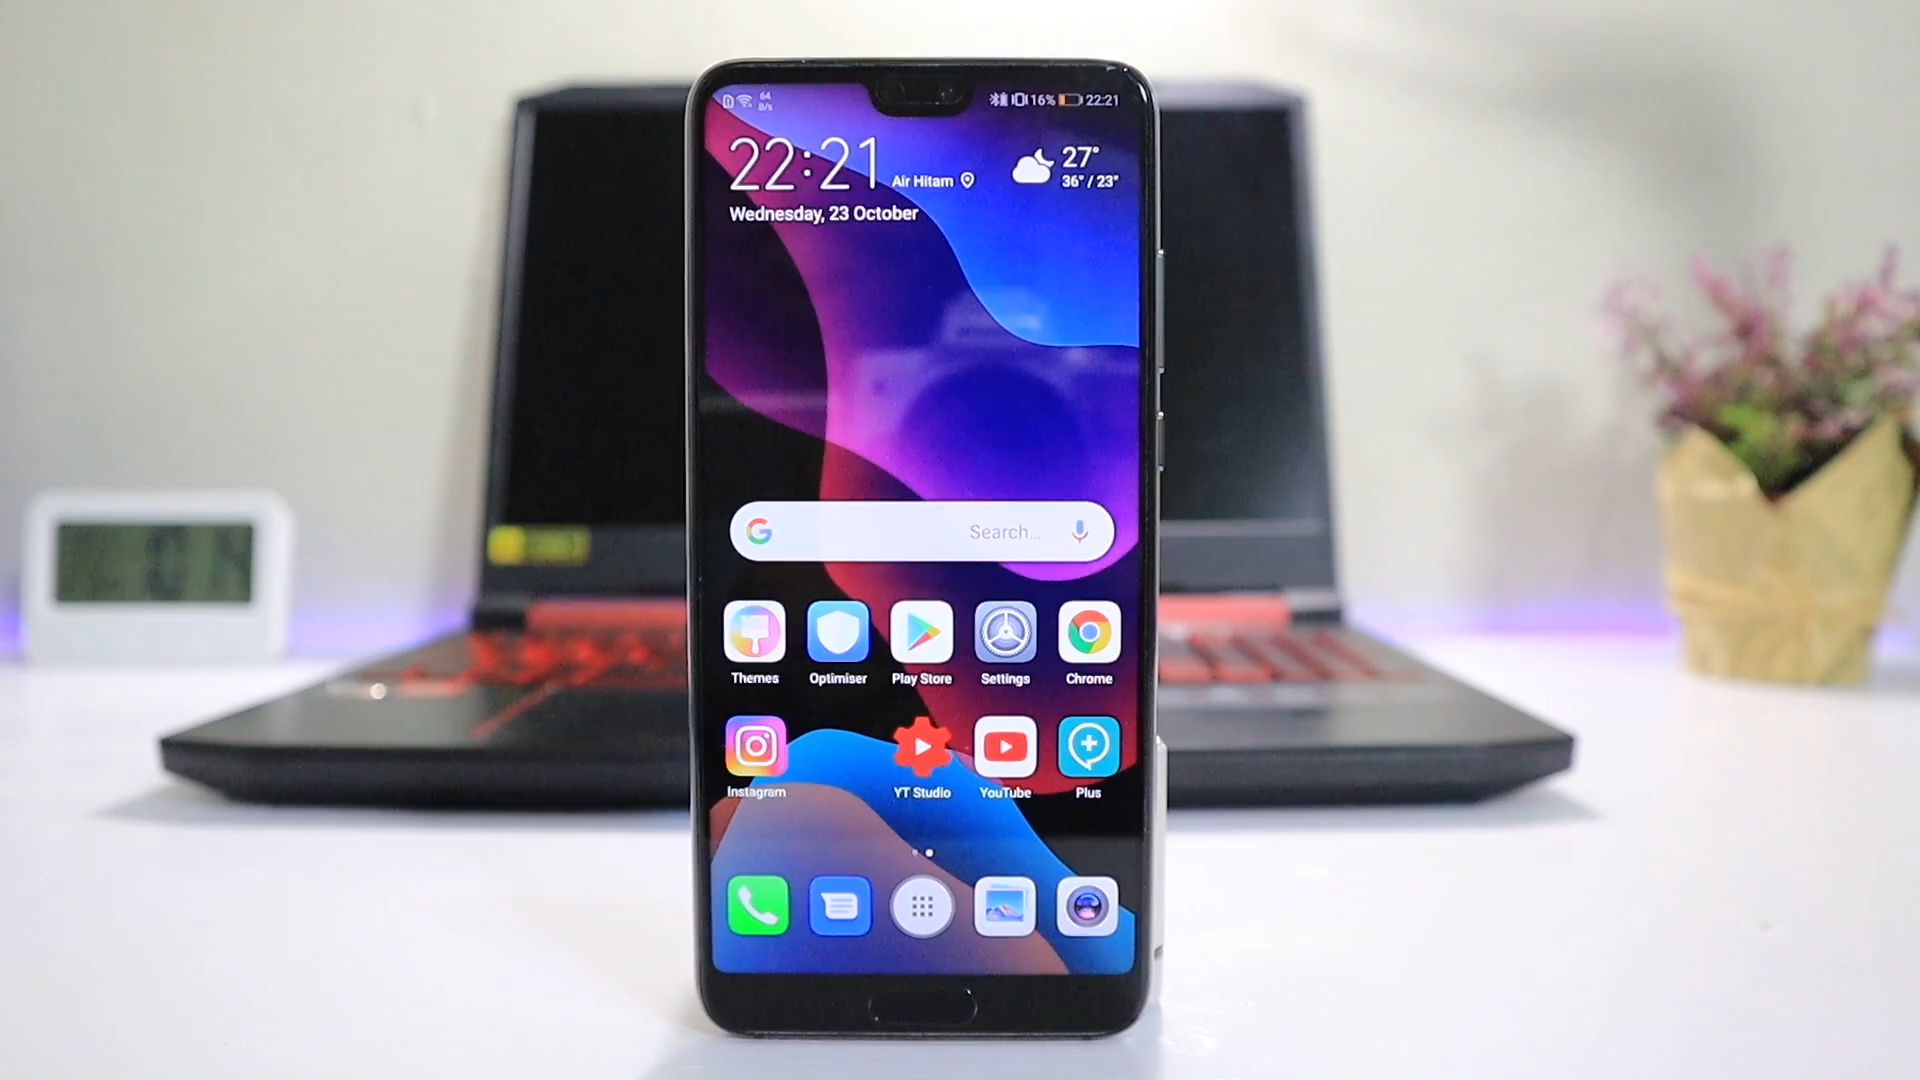 64
B/s
16%
22:21
22:21
Air Hitam
27°
36° / 23°
Wednesday, 23 October
Search...
Themes
Optimiser
Play Store
Settings
Chrome
Instagram
YT Studio
YouTube
Plus